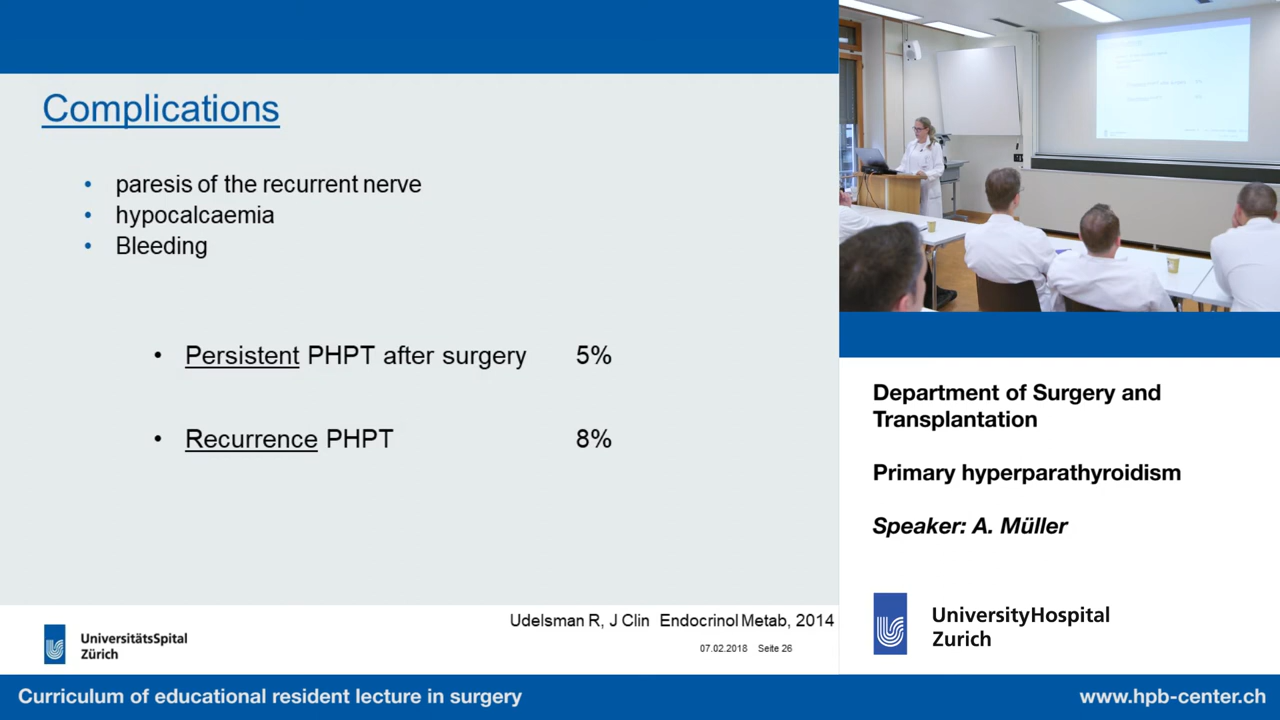 Complications
• paresis of the recurrent nerve
• hypocalcaemia
• Bleeding
• Persistent PHPT after surgery 5%
• Recurrence PHPT 8%
Udelsman R, J Clin Endocrinol Metab, 2014
UniversitätsSpital
Zürich
07.02.2018 Seite 26
Department of Surgery and
Transplantation
Primary hyperparathyroidism
Speaker: A. Müller
UniversityHospital
Zurich
Curriculum of educational resident lecture in surgery
www.hpb-center.ch